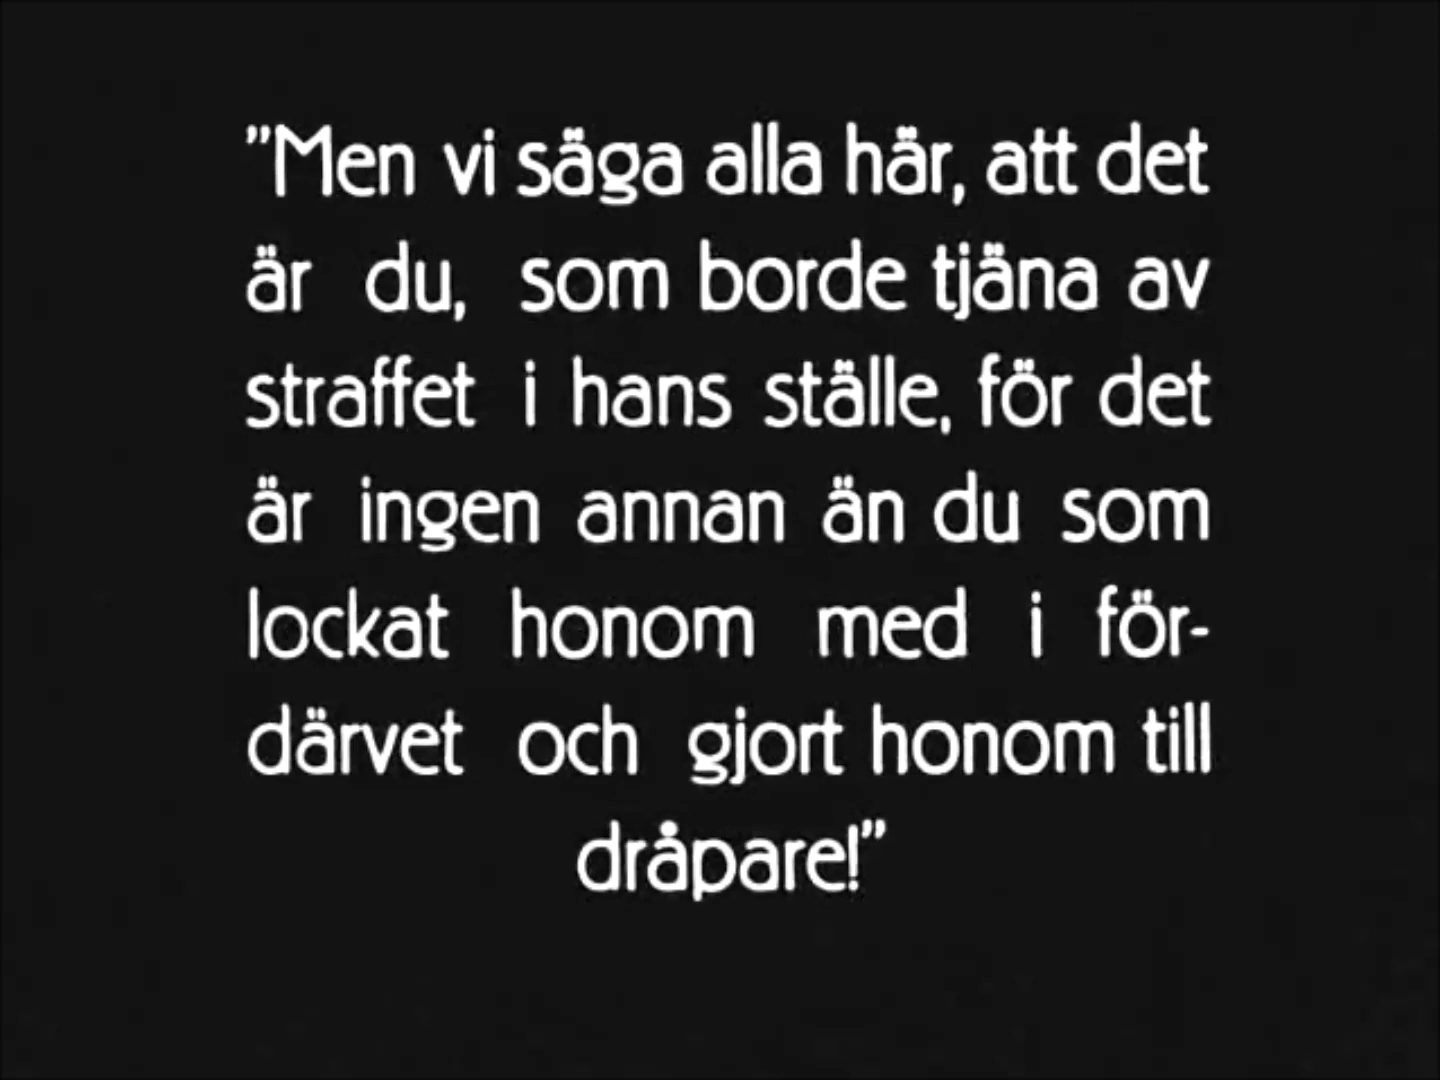 ”Men vi säga alla här, att det
är du, som borde tjäna av
straffet i hans ställe, för det
är ingen annan än du som
lockat honom med i för-
därvet och gjort honom till
dråpare!”